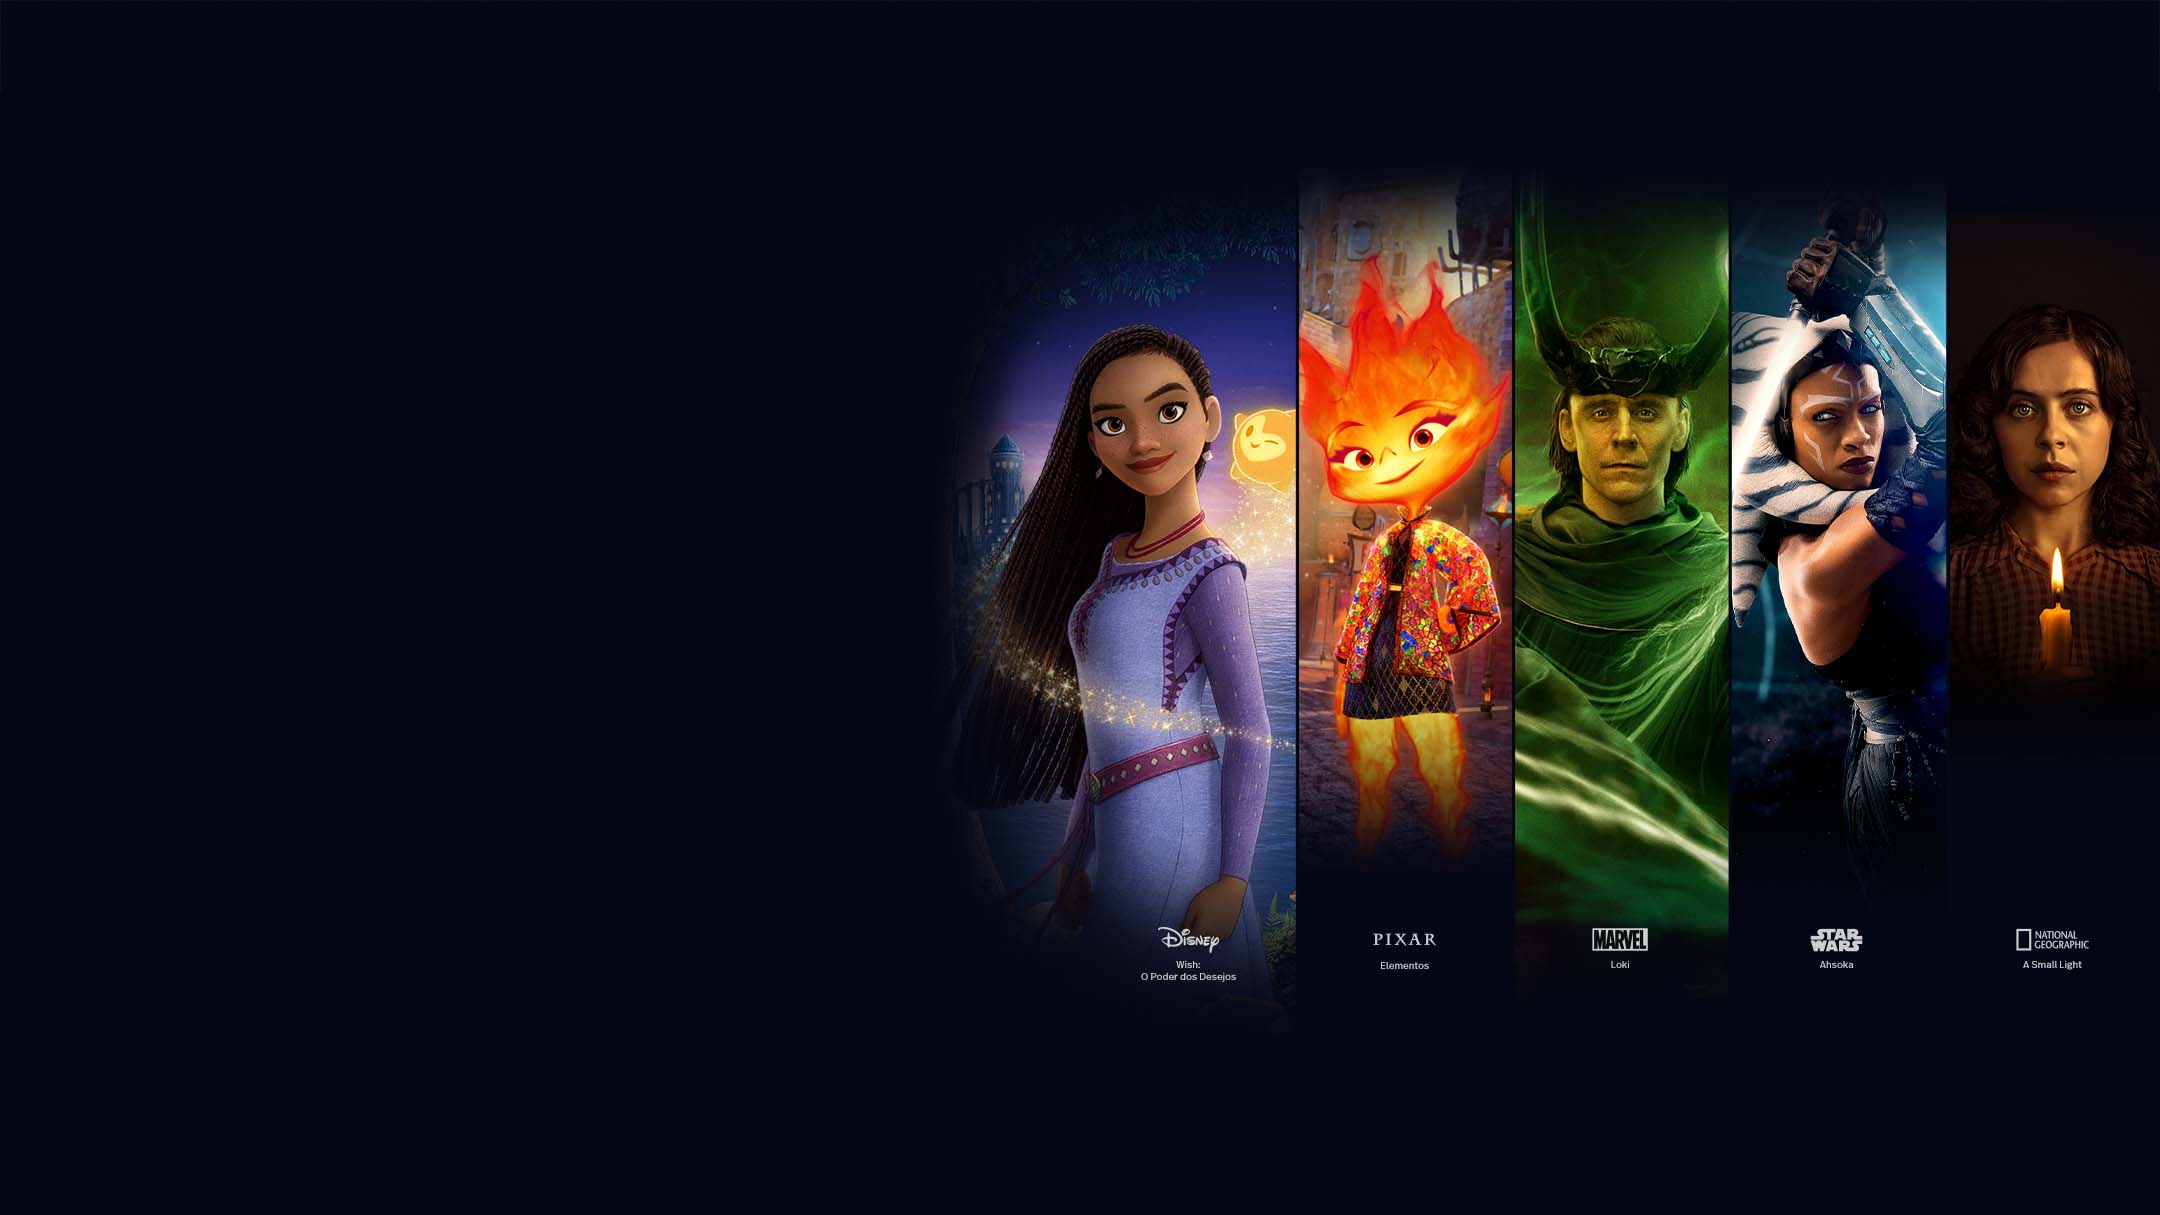 Disney
Wish:
O Poder dos Desejos
PIXAR
Elementos
MARVEL
Loki
STAR
WARS
Ahsoka
NATIONAL
GEOGRAPHIC
A Small Light